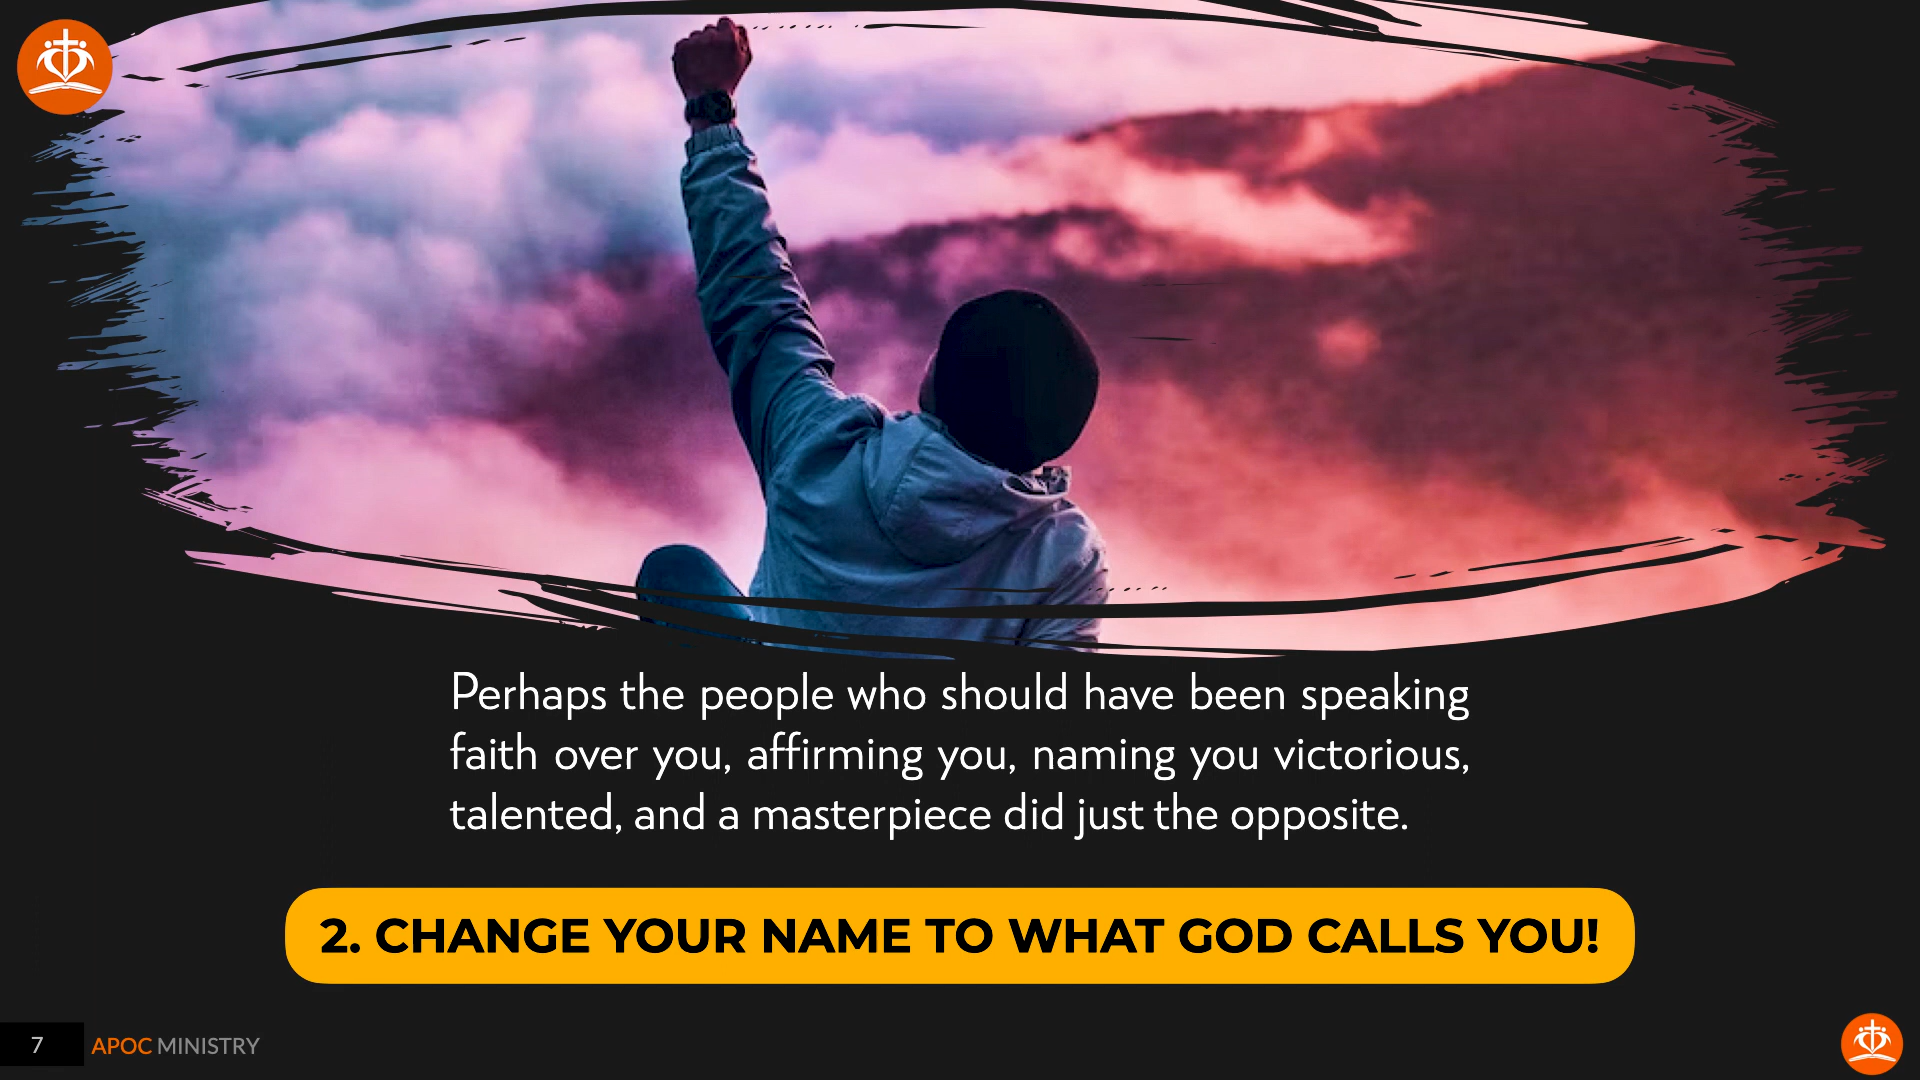 Perhaps the people who should have been speaking
faith over you, affirming you, naming you victorious,
talented, and a masterpiece did just the opposite.
2. CHANGE YOUR NAME TO WHAT GOD CALLS YOU!
7 APOC MINISTRY